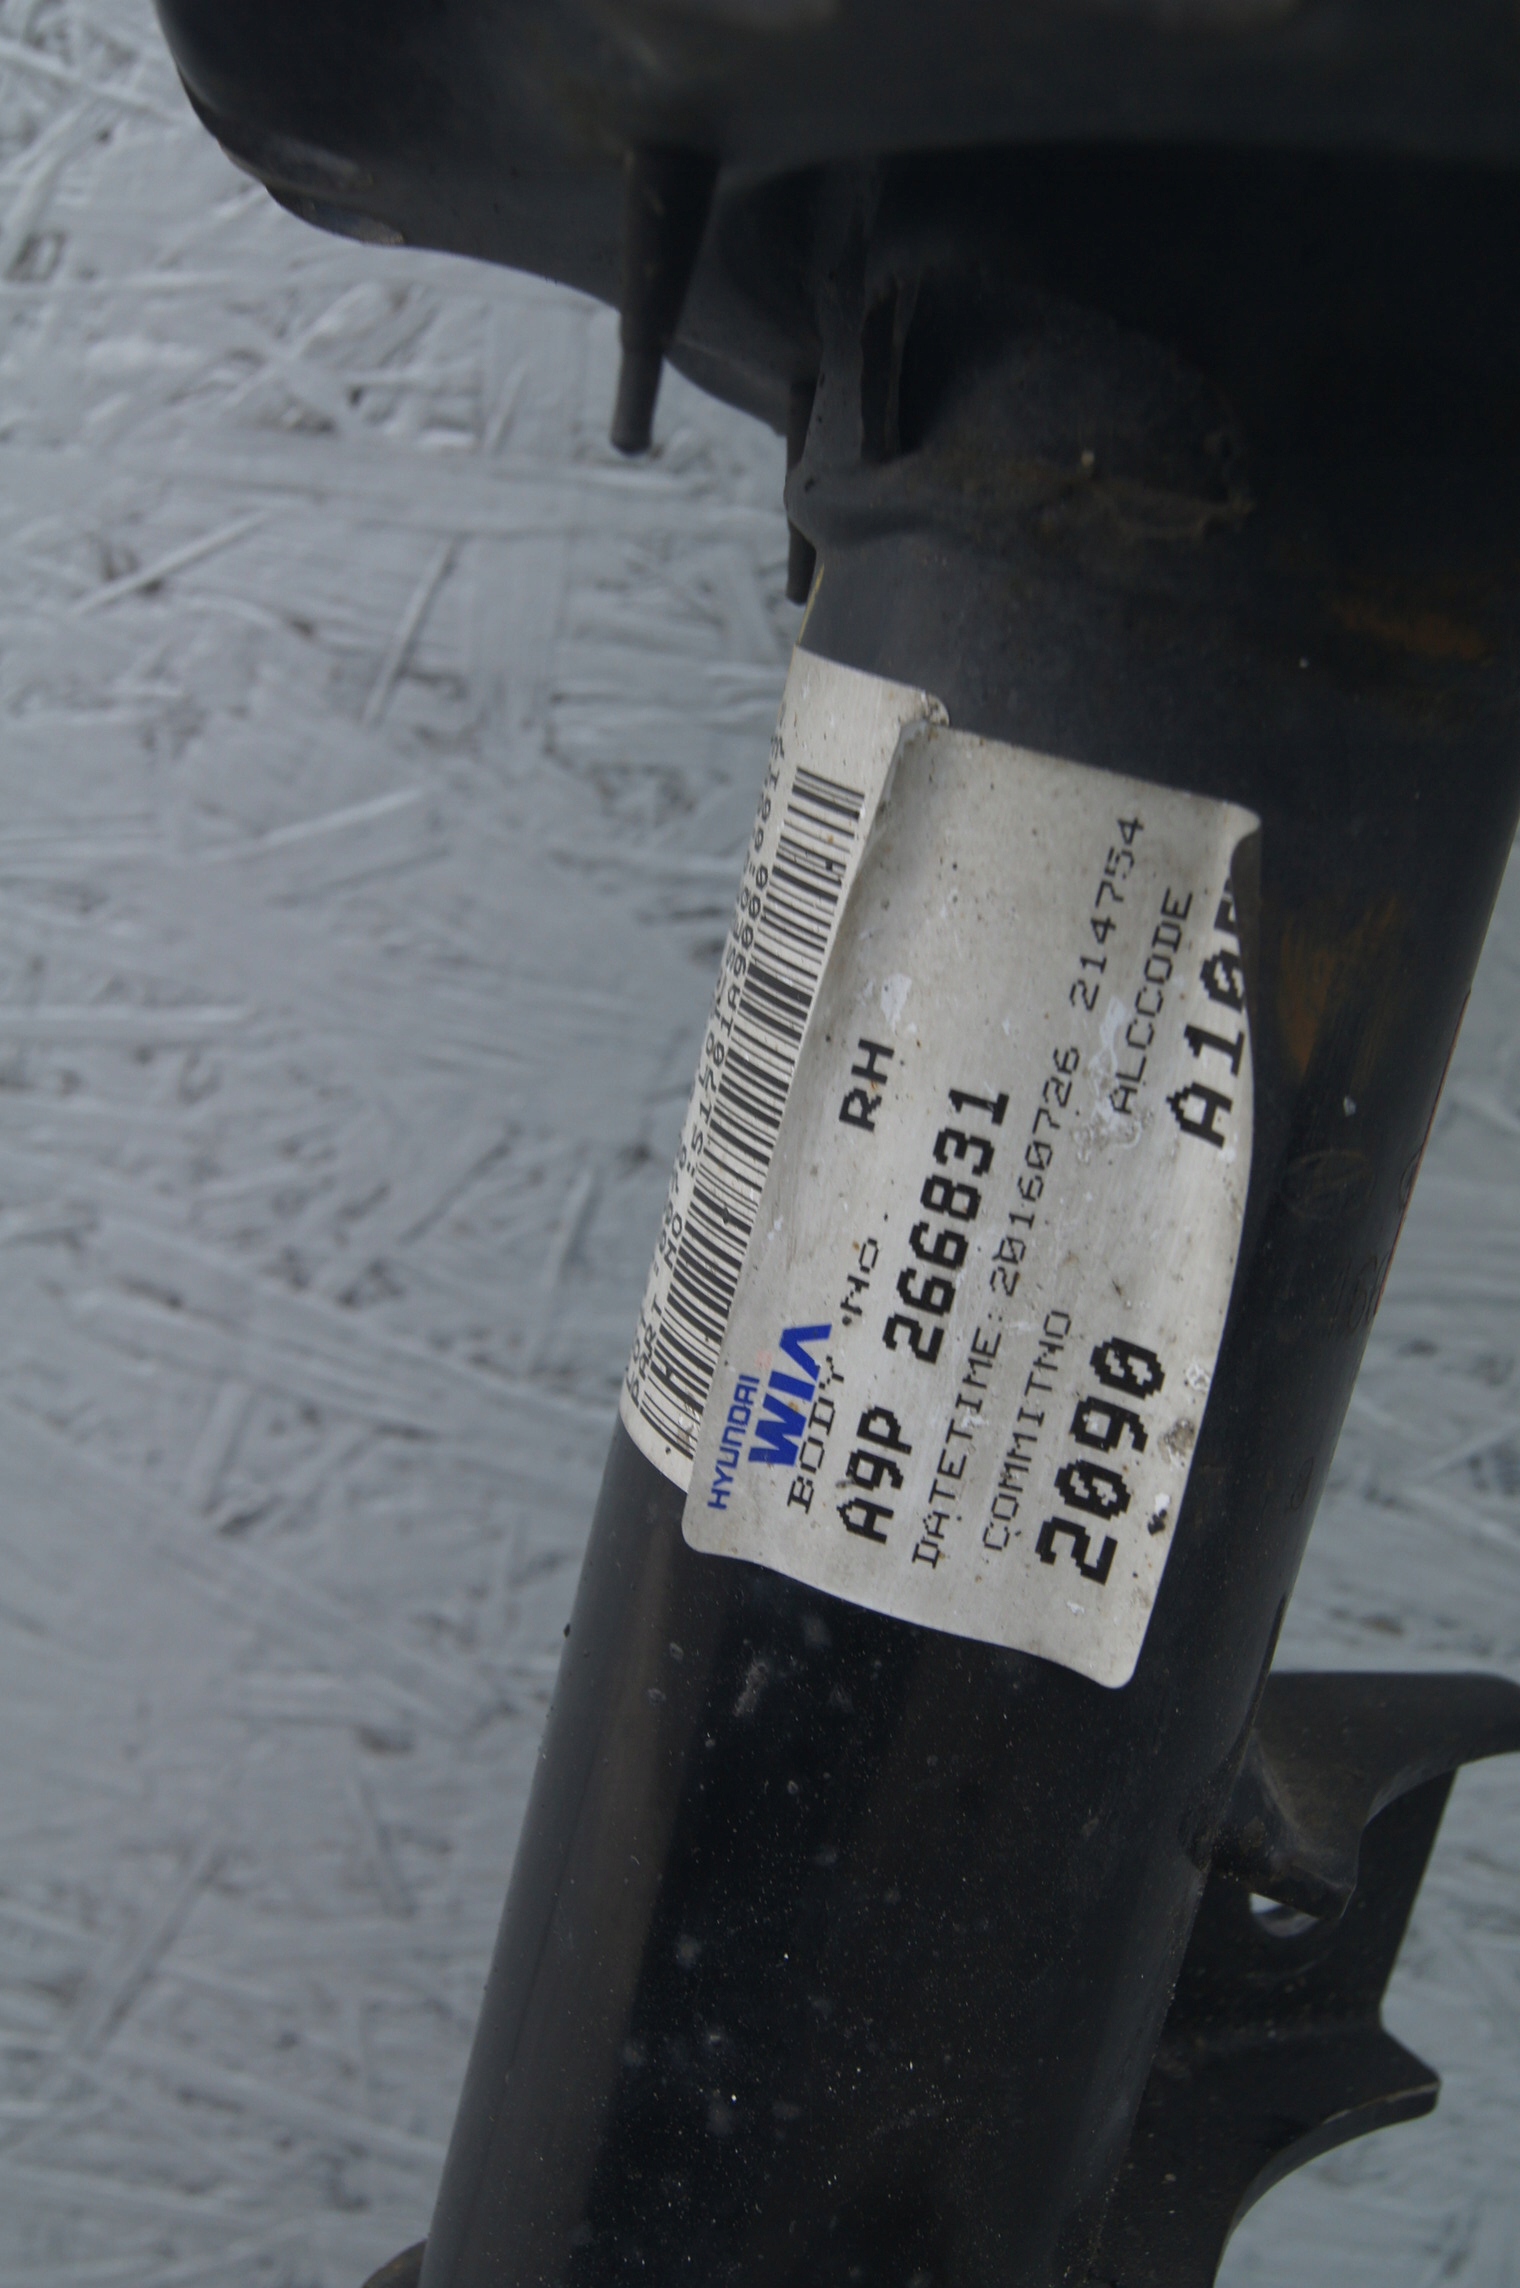 RH
HYUNDAI
WIA
BODY NO
A9P 266831
DATETIME: 20160726 214754
COMMITNO ALCCODE
2090 A10